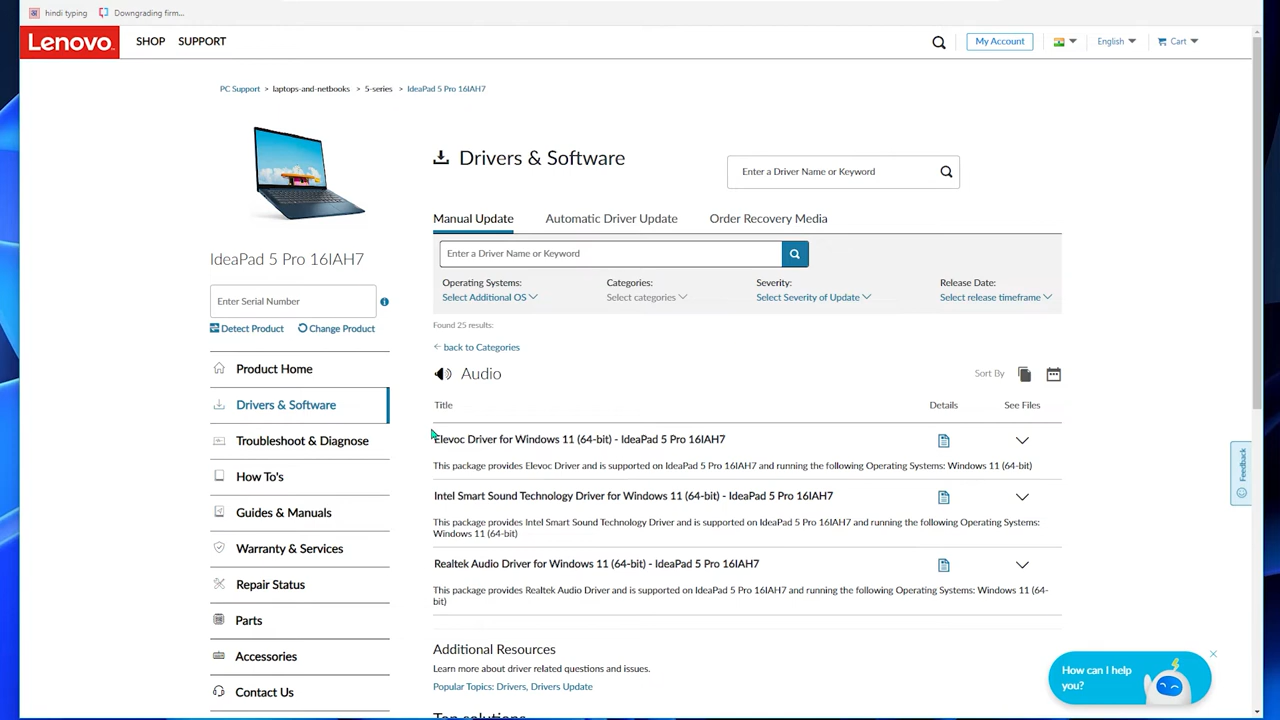 hindi typing
Downgrading firm...
Lenovo.
SHOP
SUPPORT
My Account
English
Cart
PC Support > laptops-and-netbooks > 5-series > IdeaPad 5 Pro 16IAH7
Drivers & Software
Enter a Driver Name or Keyword
Manual Update
Automatic Driver Update
Order Recovery Media
Enter a Driver Name or Keyword
Operating Systems:
Select Additional OS
Categories:
Select categories
Severity:
Select Severity of Update
Release Date:
Select release timeframe
IdeaPad 5 Pro 16IAH7
Enter Serial Number
Detect Product
Change Product
Product Home
Drivers & Software
Troubleshoot & Diagnose
How To's
Guides & Manuals
Warranty & Services
Repair Status
Parts
Accessories
Contact Us
Found 25 results:
back to Categories
Audio
Sort By
Title
Details
See Files
Elevoc Driver for Windows 11 (64-bit) - IdeaPad 5 Pro 16IAH7
This package provides Elevoc Driver and is supported on IdeaPad 5 Pro 16IAH7 and running the following Operating Systems: Windows 11 (64-bit)
Intel Smart Sound Technology Driver for Windows 11 (64-bit) - IdeaPad 5 Pro 16IAH7
This package provides Intel Smart Sound Technology Driver and is supported on IdeaPad 5 Pro 16IAH7 and running the following Operating Systems:
Windows 11 (64-bit)
Realtek Audio Driver for Windows 11 (64-bit) - IdeaPad 5 Pro 16IAH7
This package provides Realtek Audio Driver and is supported on IdeaPad 5 Pro 16IAH7 and running the following Operating Systems: Windows 11 (64-
bit)
Additional Resources
Learn more about driver related questions and issues.
Popular Topics: Drivers, Drivers Update
Top solutions
Feedback
How can I help
you?